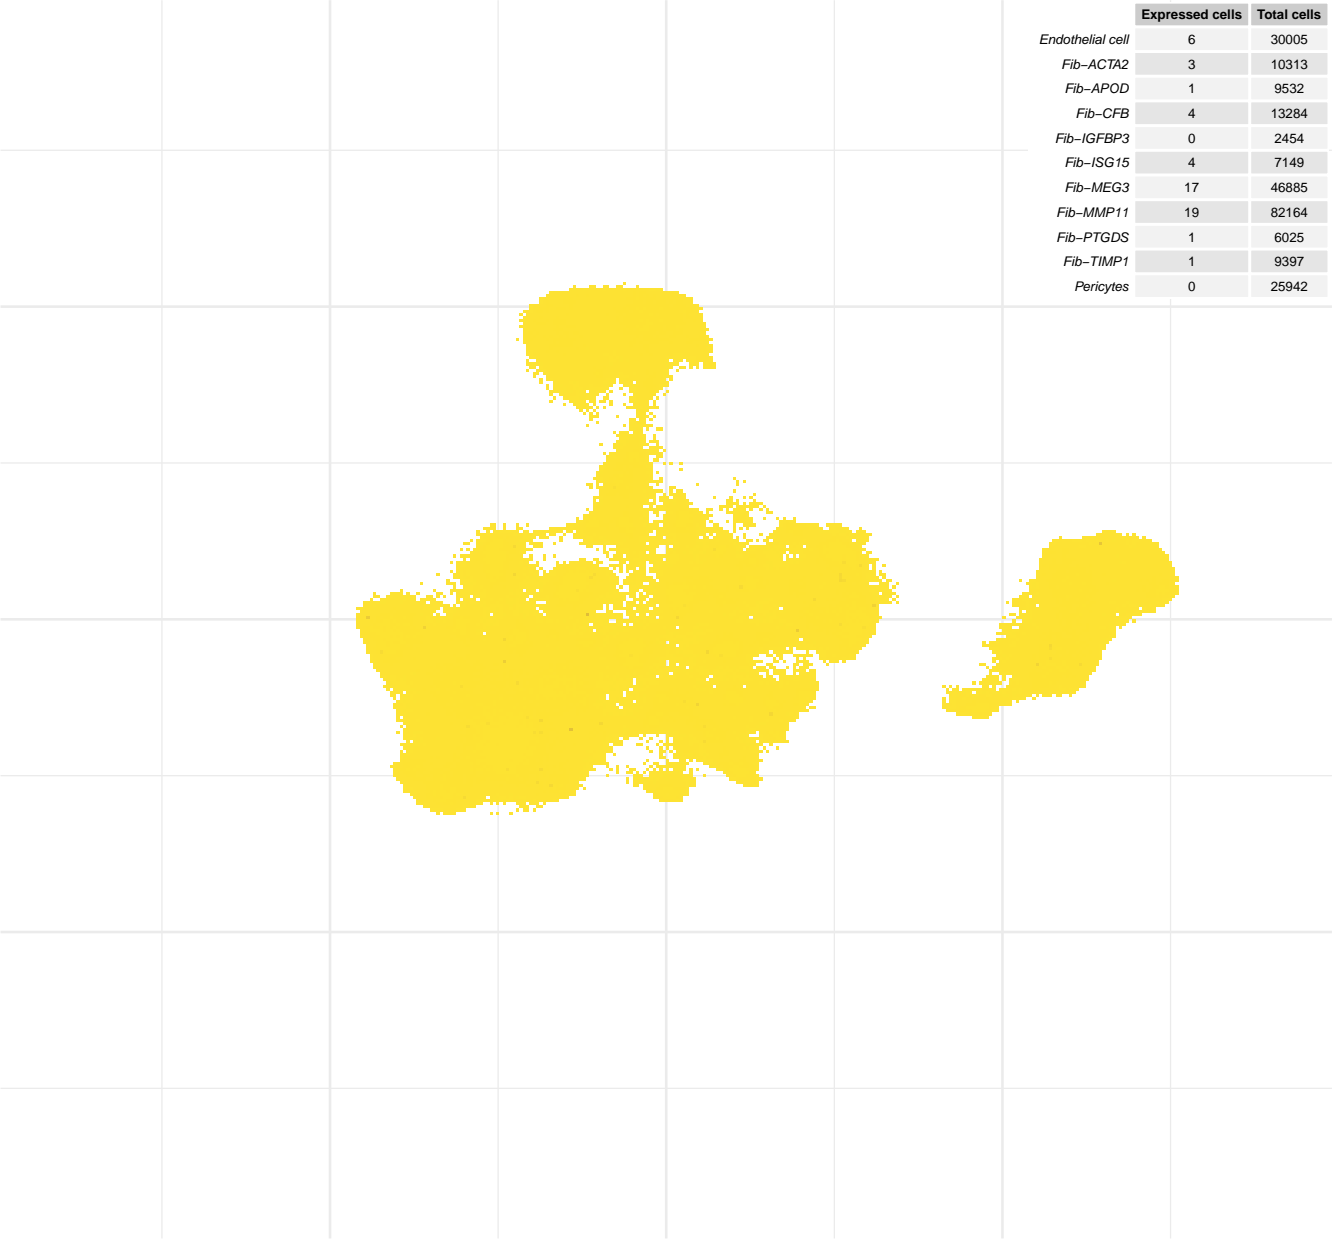 Expressed cells Total cells
Endothelial cell 6 30005
Fib−ACTA2 3 10313
Fib−APOD 1 9532
Fib−CFB 4 13284
Fib−IGFBP3 0 2454
Fib−ISG15 4 7149
Fib−MEG3 17 46885
Fib−MMP11 19 82164
Fib−PTGDS 1 6025
Fib−TIMP1 1 9397
Pericytes 0 25942